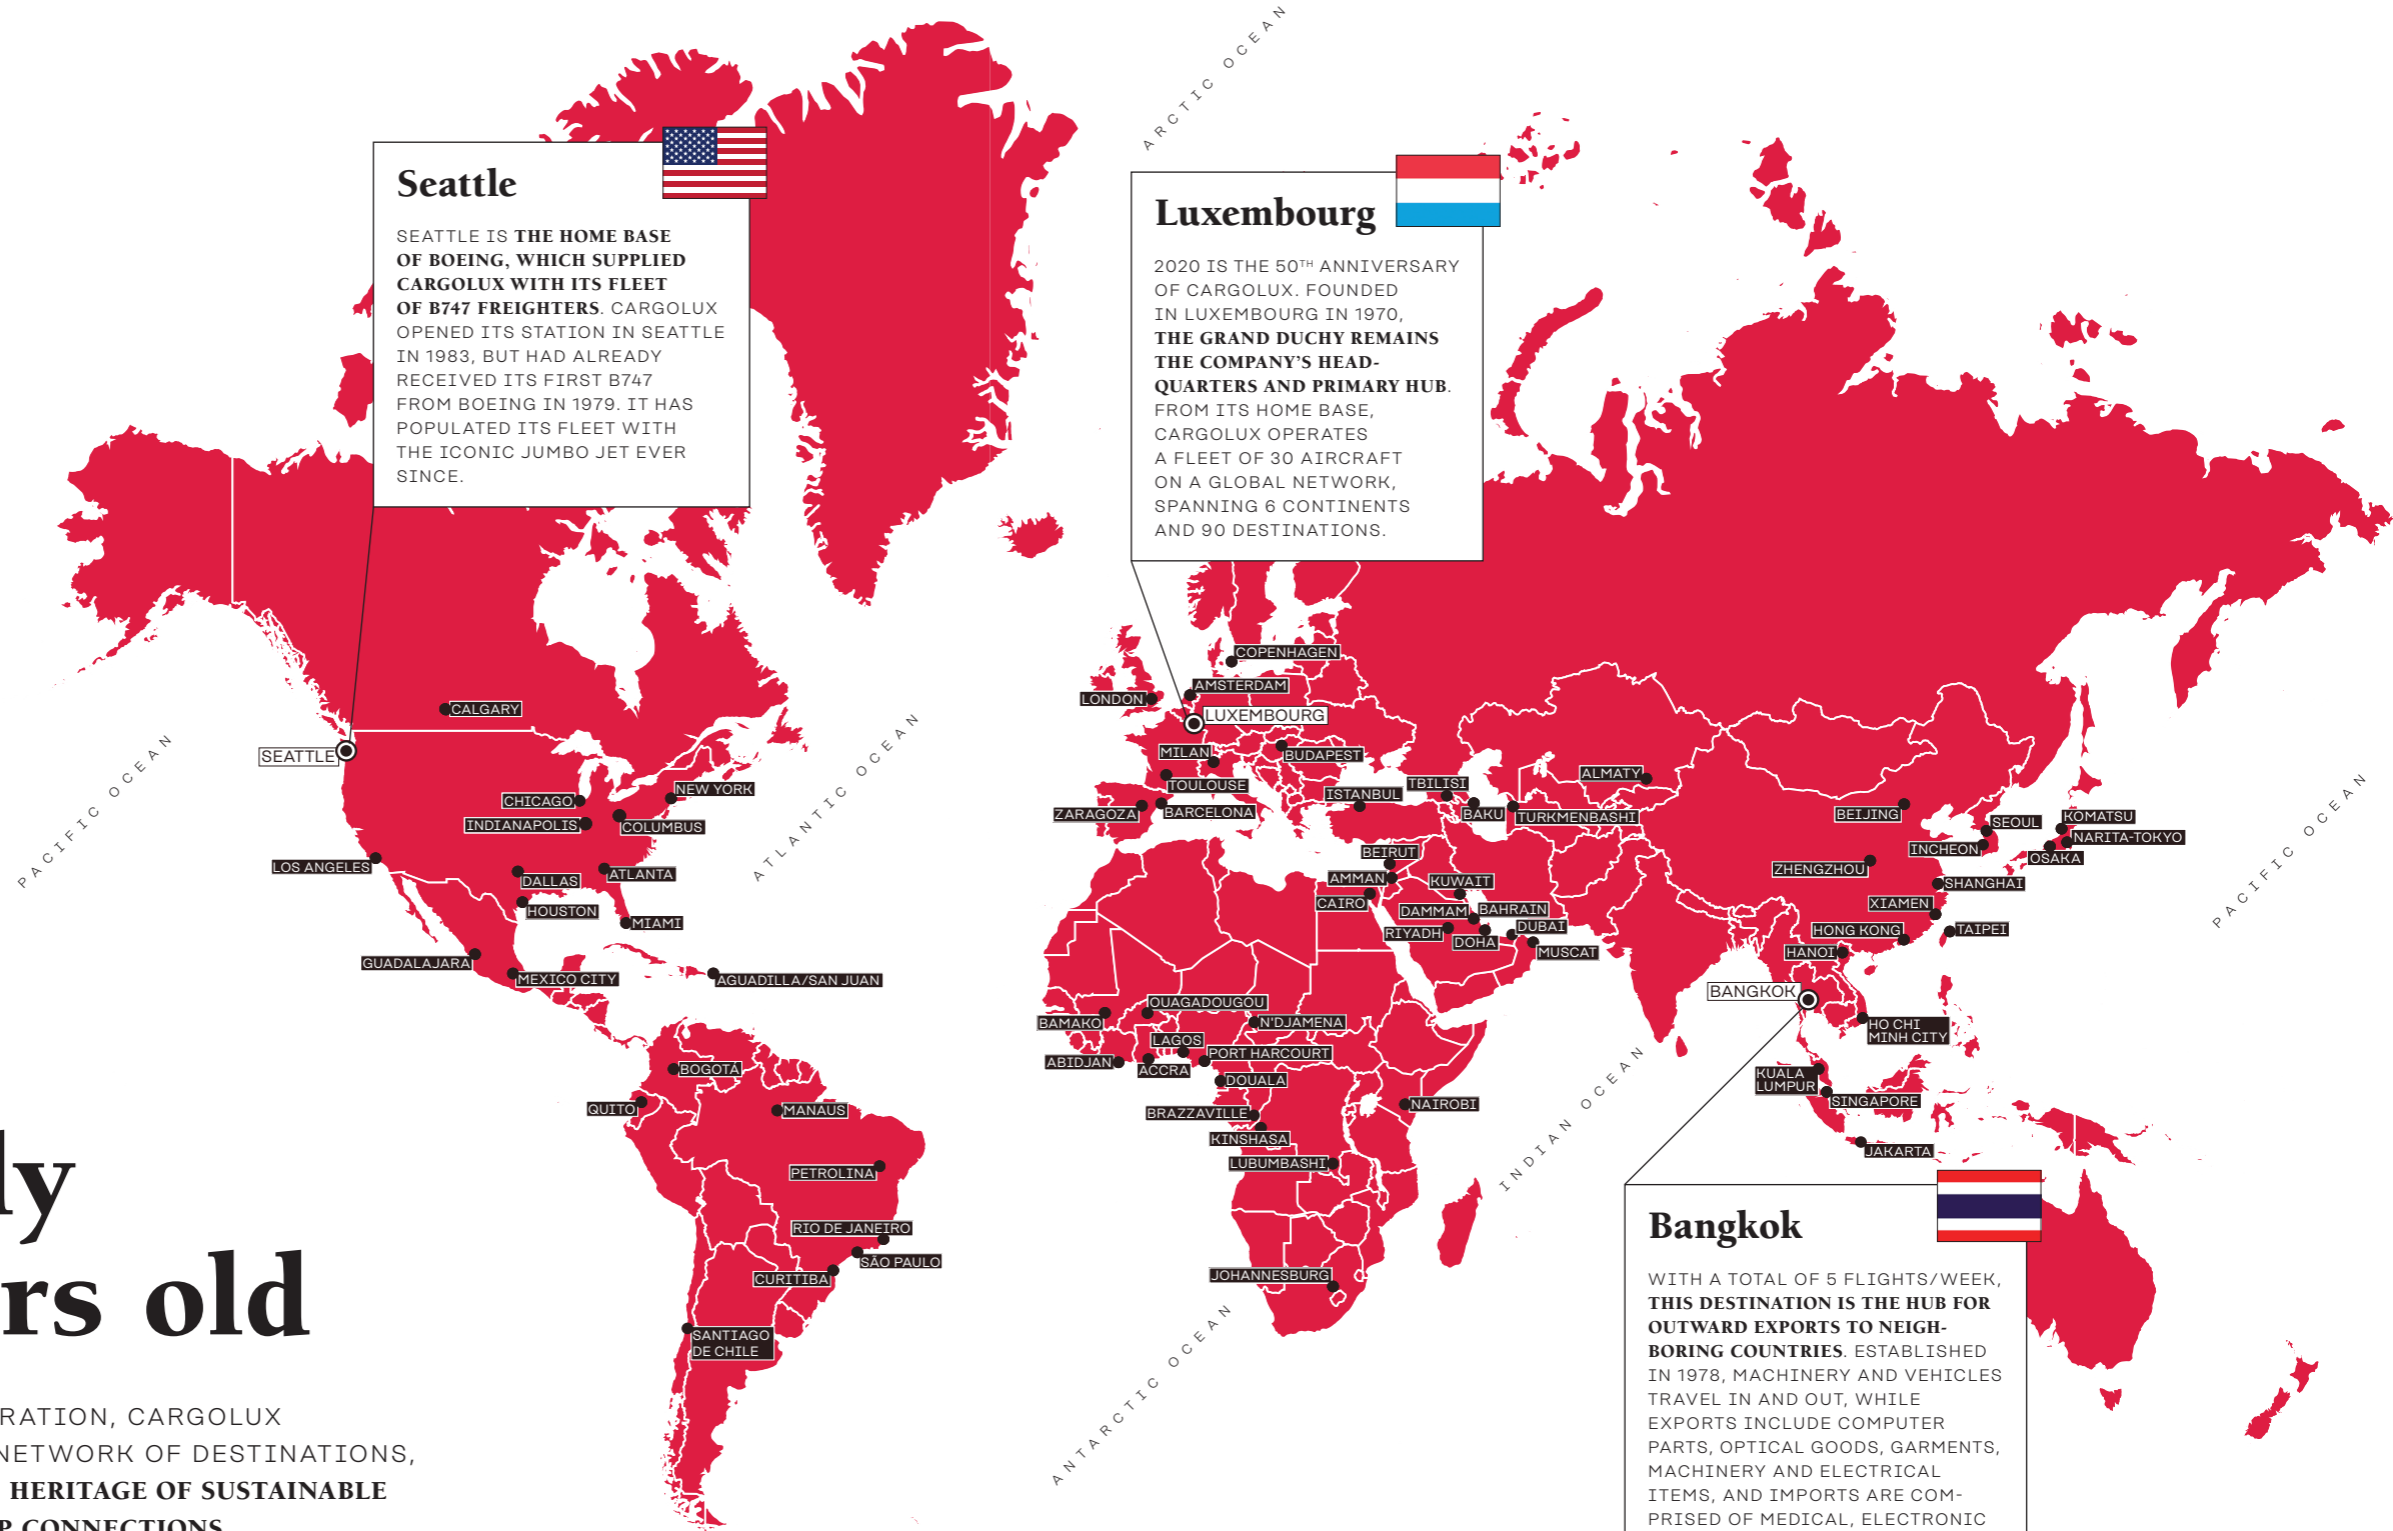 ARCTIC OCEAN
Seattle
SEATTLE IS THE HOME BASE
OF BOEING, WHICH SUPPLIED
CARGOLUX WITH ITS FLEET
OF B747 FREIGHTERS. CARGOLUX
OPENED ITS STATION IN SEATTLE
IN 1983, BUT HAD ALREADY
RECEIVED ITS FIRST B747
FROM BOEING IN 1979. IT HAS
POPULATED ITS FLEET WITH
THE ICONIC JUMBO JET EVER
SINCE.
Luxembourg
2020 IS THE 50TH ANNIVERSARY
OF CARGOLUX. FOUNDED
IN LUXEMBOURG IN 1970,
THE GRAND DUCHY REMAINS
THE COMPANY'S HEAD-
QUARTERS AND PRIMARY HUB.
FROM ITS HOME BASE,
CARGOLUX OPERATES
A FLEET OF 30 AIRCRAFT
ON A GLOBAL NETWORK,
SPANNING 6 CONTINENTS
AND 90 DESTINATIONS.
PACIFIC OCEAN
ATLANTIC OCEAN
CALGARY
SEATTLE
CHICAGO
NEW YORK
INDIANAPOLIS
COLUMBUS
LOS ANGELES
DALLAS
ATLANTA
HOUSTON
MIAMI
GUADALAJARA
MEXICO CITY
AGUADILLA/SAN JUAN
BOGOTÁ
QUITO
MANAUS
PETROLINA
RIO DE JANEIRO
SÃO PAULO
CURITIBA
SANTIAGO
DE CHILE
COPENHAGEN
AMSTERDAM
LONDON
LUXEMBOURG
MILAN
BUDAPEST
TOULOUSE
ZARAGOZA
BARCELONA
ISTANBUL
TBILISI
BAKU
TURKMENBASHI
ALMATY
BEIRUT
AMMAN
CAIRO
KUWAIT
DAMMAM
BAHRAIN
RIYADH
DOHA
DUBAI
MUSCAT
OUAGADOUGOU
BAMAKO
N'DJAMENA
LAGOS
PORT HARCOURT
ABIDJAN
ACCRA
DOUALA
BRAZZAVILLE
NAIROBI
KINSHASA
LUBUMBASHI
JOHANNESBURG
BEIJING
SEOUL
KOMATSU
NARITA-TOKYO
INCHEON
OSAKA
ZHENGZHOU
SHANGHAI
XIAMEN
HONG KONG
TAIPEI
HANOI
BANGKOK
HO CHI
MINH CITY
KUALA
LUMPUR
SINGAPORE
JAKARTA
PACIFIC OCEAN
INDIAN OCEAN
ANTARCTIC OCEAN
Bangkok
WITH A TOTAL OF 5 FLIGHTS/WEEK,
THIS DESTINATION IS THE HUB FOR
OUTWARD EXPORTS TO NEIGH-
BORING COUNTRIES. ESTABLISHED
IN 1978, MACHINERY AND VEHICLES
TRAVEL IN AND OUT, WHILE
EXPORTS INCLUDE COMPUTER
PARTS, OPTICAL GOODS, GARMENTS,
MACHINERY AND ELECTRICAL
ITEMS, AND IMPORTS ARE COM-
PRISED OF MEDICAL, ELECTRONIC
ly
rs old
RATION, CARGOLUX
NETWORK OF DESTINATIONS,
HERITAGE OF SUSTAINABLE
P CONNECTIONS